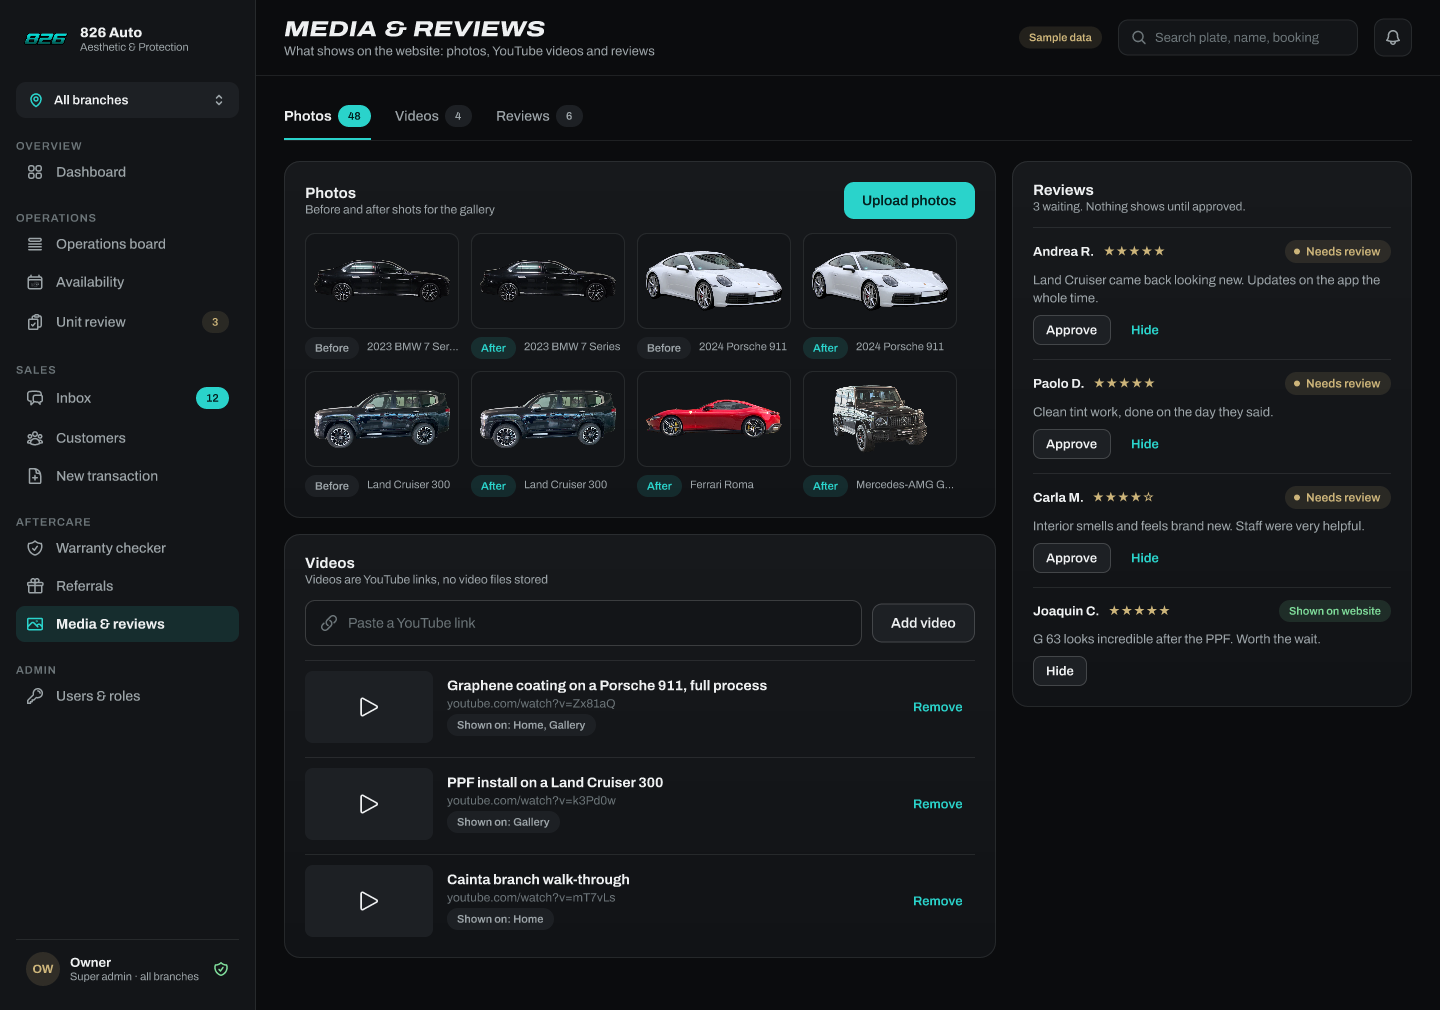 826
826 Auto
Aesthetic & Protection
All branches
OVERVIEW
Dashboard
OPERATIONS
Operations board
Availability
Unit review
3
SALES
Inbox
12
Customers
New transaction
AFTERCARE
Warranty checker
Referrals
Media & reviews
ADMIN
Users & roles
OW
Owner
Super admin · all branches
MEDIA & REVIEWS
What shows on the website: photos, YouTube videos and reviews
Sample data
Search plate, name, booking
Photos 48
Videos 4
Reviews 6
Photos
Before and after shots for the gallery
Upload photos
Before 2023 BMW 7 Ser...
After 2023 BMW 7 Series
Before 2024 Porsche 911
After 2024 Porsche 911
Before Land Cruiser 300
After Land Cruiser 300
After Ferrari Roma
After Mercedes-AMG G...
Videos
Videos are YouTube links, no video files stored
Paste a YouTube link
Add video
Graphene coating on a Porsche 911, full process
youtube.com/watch?v=Zx81aQ
Shown on: Home, Gallery
Remove
PPF install on a Land Cruiser 300
youtube.com/watch?v=k3Pd0w
Shown on: Gallery
Remove
Cainta branch walk-through
youtube.com/watch?v=mT7vLs
Shown on: Home
Remove
Reviews
3 waiting. Nothing shows until approved.
Andrea R. ★★★★★
Needs review
Land Cruiser came back looking new. Updates on the app the
whole time.
Approve Hide
Paolo D. ★★★★★
Needs review
Clean tint work, done on the day they said.
Approve Hide
Carla M. ★★★★☆
Needs review
Interior smells and feels brand new. Staff were very helpful.
Approve Hide
Joaquin C. ★★★★★
Shown on website
G 63 looks incredible after the PPF. Worth the wait.
Hide